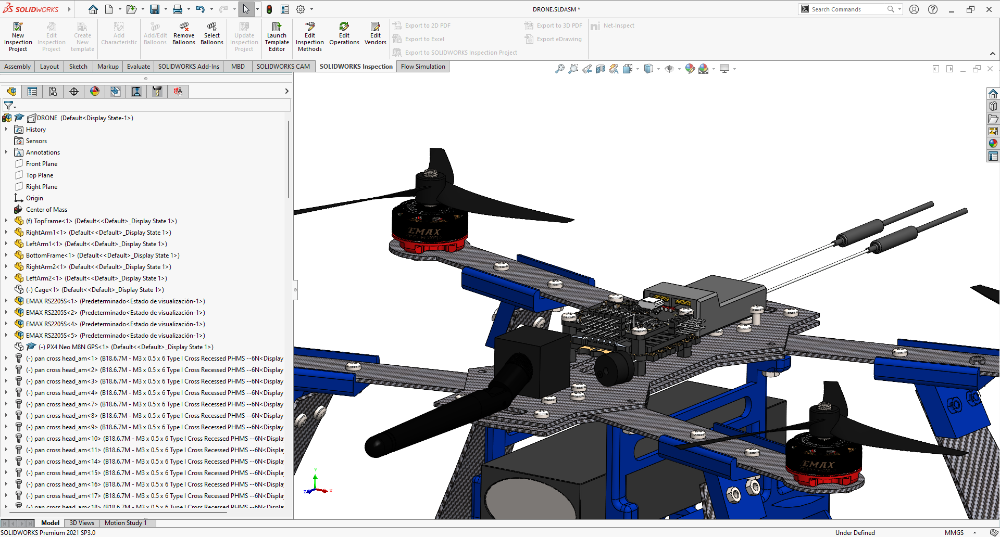 SOLIDWORKS
DRONE.SLDASM *
Search Commands
New Inspection Project
Edit Inspection Project
Create New template
Add Characteristic
Add/Edit Balloons
Remove Balloons
Select Balloons
Update Inspection Project
Launch Template Editor
Edit Inspection Methods
Edit Operations
Edit Vendors
Export to 2D PDF
Export to Excel
Export to SOLIDWORKS Inspection Project
Export to 3D PDF
Export eDrawing
Net-Inspect
Assembly
Layout
Sketch
Markup
Evaluate
SOLIDWORKS Add-Ins
MBD
SOLIDWORKS CAM
SOLIDWORKS Inspection
Flow Simulation
DRONE (Default<Display State-1>)
History
Sensors
Annotations
Front Plane
Top Plane
Right Plane
Origin
Center of Mass
(f) TopFrame<1> (Default<<Default>_Display State 1>)
RightArm1<1> (Default<<Default>_Display State 1>)
LeftArm1<1> (Default<<Default>_Display State 1>)
BottomFrame<1> (Default<<Default>_Display State 1>)
RightArm2<1> (Default<<Default>_Display State 1>)
LeftArm2<1> (Default<<Default>_Display State 1>)
(-) Cage<1> (Default<<Default>_Display State 1>)
EMAX RS2205S<1> (Predeterminado<Estado de visualización-1>)
EMAX RS2205S<2> (Predeterminado<Estado de visualización-1>)
EMAX RS2205S<4> (Predeterminado<Estado de visualización-1>)
EMAX RS2205S<5> (Predeterminado<Estado de visualización-1>)
(-) PX4 Neo M8N GPS<1> (Default<<Default>_Display State 1>)
(-) pan cross head_am<1> (B18.6.7M - M3 x 0.5 x 6 Type I Cross Recessed PHMS --6N<Display
(-) pan cross head_am<2> (B18.6.7M - M3 x 0.5 x 6 Type I Cross Recessed PHMS --6N<Display
(-) pan cross head_am<3> (B18.6.7M - M3 x 0.5 x 6 Type I Cross Recessed PHMS --6N<Display
(-) pan cross head_am<4> (B18.6.7M - M3 x 0.5 x 6 Type I Cross Recessed PHMS --6N<Display
(-) pan cross head_am<7> (B18.6.7M - M3 x 0.5 x 6 Type I Cross Recessed PHMS --6N<Display
(-) pan cross head_am<8> (B18.6.7M - M3 x 0.5 x 6 Type I Cross Recessed PHMS --6N<Display
(-) pan cross head_am<9> (B18.6.7M - M3 x 0.5 x 6 Type I Cross Recessed PHMS --6N<Display
(-) pan cross head_am<10> (B18.6.7M - M3 x 0.5 x 6 Type I Cross Recessed PHMS --6N<Displa
(-) pan cross head_am<11> (B18.6.7M - M3 x 0.5 x 6 Type I Cross Recessed PHMS --6N<Displa
(-) pan cross head_am<14> (B18.6.7M - M3 x 0.5 x 6 Type I Cross Recessed PHMS --6N<Displa
(-) pan cross head_am<15> (B18.6.7M - M3 x 0.5 x 6 Type I Cross Recessed PHMS --6N<Displa
(-) pan cross head_am<16> (B18.6.7M - M3 x 0.5 x 6 Type I Cross Recessed PHMS --6N<Displa
(-) pan cross head_am<17> (B18.6.7M - M3 x 0.5 x 6 Type I Cross Recessed PHMS --6N<Displa
(-) pan cross head_am<18> (B18.6.7M - M3 x 0.5 x 6 Type I Cross Recessed PHMS --6N<Displa
EMAX
EMAX
Y
X
Z
Model
3D Views
Motion Study 1
SOLIDWORKS Premium 2021 SP3.0
Under Defined
MMGS